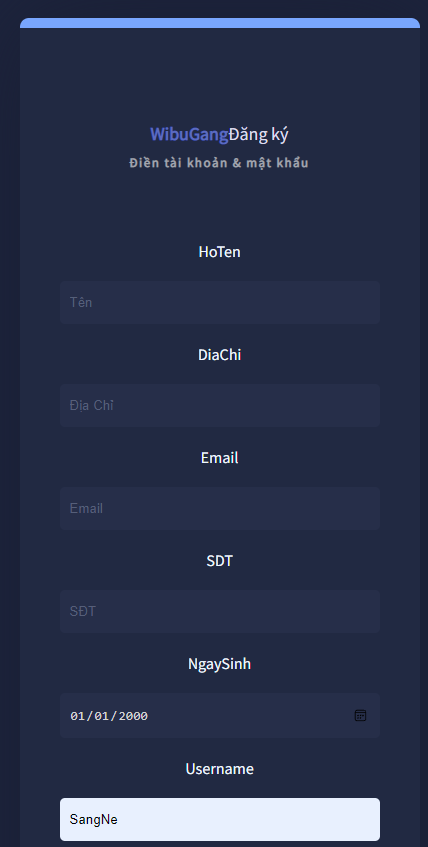 WibuGangĐăng ký
Điền tài khoản & mật khẩu
HoTen
Tên
DiaChi
Địa Chỉ
Email
Email
SDT
SĐT
NgaySinh
01/01/2000
Username
SangNe